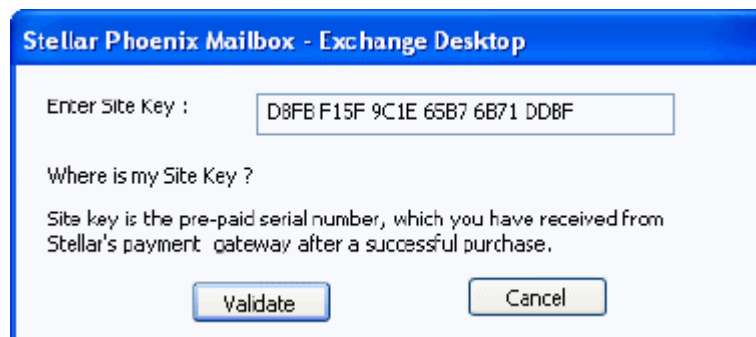 Stellar Phoenix Mailbox - Exchange Desktop
Enter Site Key : D8FB F15F 9C1E 65B7 6B71 DD8F
Where is my Site Key ?
Site key is the pre-paid serial number, which you have received from
Stellar's payment gateway after a successful purchase.
Validate Cancel